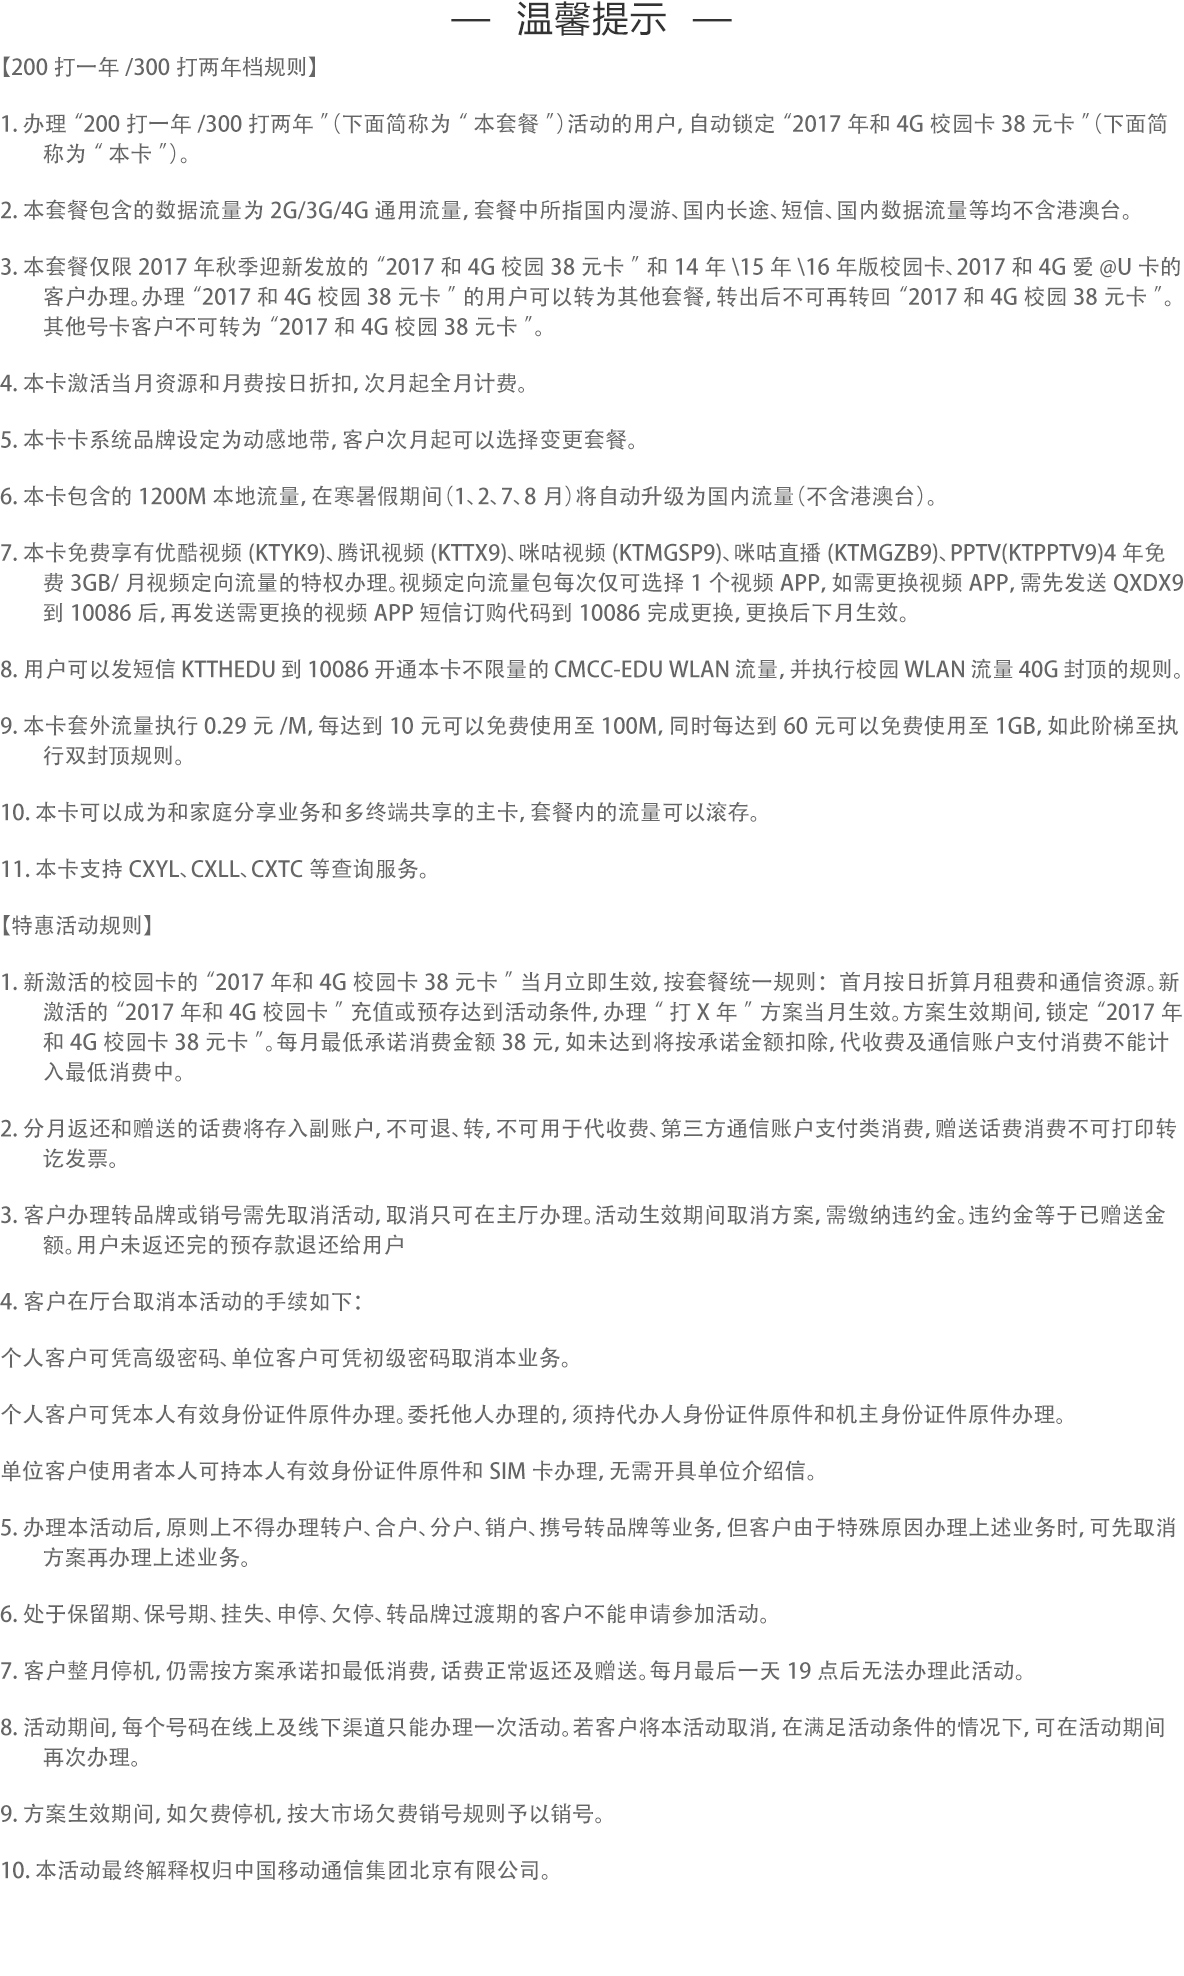 — 温馨提示 —
【200 打一年 /300 打两年档规则】
1. 办理 “200 打一年 /300 打两年 ”（下面简称为 “ 本套餐 ”）活动的用户, 自动锁定 “2017 年和 4G 校园卡 38 元卡 ”（下面简
称为 “ 本卡 ”）。
2. 本套餐包含的数据流量为 2G/3G/4G 通用流量, 套餐中所指国内漫游、国内长途、短信、国内数据流量等均不含港澳台。
3. 本套餐仅限 2017 年秋季迎新发放的 “2017 和 4G 校园 38 元卡 ” 和 14 年 \15 年 \16 年版校园卡、2017 和 4G 爱 @U 卡的
客户办理。办理 “2017 和 4G 校园 38 元卡 ” 的用户可以转为其他套餐, 转出后不可再转回 “2017 和 4G 校园 38 元卡 ”。
其他号卡客户不可转为 “2017 和 4G 校园 38 元卡 ”。
4. 本卡激活当月资源和月费按日折扣, 次月起全月计费。
5. 本卡卡系统品牌设定为动感地带, 客户次月起可以选择变更套餐。
6. 本卡包含的 1200M 本地流量, 在寒暑假期间（1、2、7、8 月）将自动升级为国内流量（不含港澳台）。
7. 本卡免费享有优酷视频 (KTYK9)、腾讯视频 (KTTX9)、咪咕视频 (KTMGSP9)、咪咕直播 (KTMGZB9)、PPTV(KTPPTV9)4 年免
费 3GB/ 月视频定向流量的特权办理。视频定向流量包每次仅可选择 1 个视频 APP, 如需更换视频 APP, 需先发送 QXDX9
到 10086 后, 再发送需更换的视频 APP 短信订购代码到 10086 完成更换, 更换后下月生效。
8. 用户可以发短信 KTTHEDU 到 10086 开通本卡不限量的 CMCC-EDU WLAN 流量, 并执行校园 WLAN 流量 40G 封顶的规则。
9. 本卡套外流量执行 0.29 元 /M, 每达到 10 元可以免费使用至 100M, 同时每达到 60 元可以免费使用至 1GB, 如此阶梯至执
行双封顶规则。
10. 本卡可以成为和家庭分享业务和多终端共享的主卡, 套餐内的流量可以滚存。
11. 本卡支持 CXYL、CXLL、CXTC 等查询服务。
【特惠活动规则】
1. 新激活的校园卡的 “2017 年和 4G 校园卡 38 元卡 ” 当月立即生效, 按套餐统一规则： 首月按日折算月租费和通信资源。新
激活的 “2017 年和 4G 校园卡 ” 充值或预存达到活动条件, 办理 “ 打 X 年 ” 方案当月生效。方案生效期间, 锁定 “2017 年
和 4G 校园卡 38 元卡 ”。每月最低承诺消费金额 38 元, 如未达到将按承诺金额扣除, 代收费及通信账户支付消费不能计
入最低消费中。
2. 分月返还和赠送的话费将存入副账户, 不可退、转, 不可用于代收费、第三方通信账户支付类消费, 赠送话费消费不可打印转
讫发票。
3. 客户办理转品牌或销号需先取消活动, 取消只可在主厅办理。活动生效期间取消方案, 需缴纳违约金。违约金等于已赠送金
额。用户未返还完的预存款退还给用户
4. 客户在厅台取消本活动的手续如下：
个人客户可凭高级密码、单位客户可凭初级密码取消本业务。
个人客户可凭本人有效身份证件原件办理。委托他人办理的, 须持代办人身份证件原件和机主身份证件原件办理。
单位客户使用者本人可持本人有效身份证件原件和 SIM 卡办理, 无需开具单位介绍信。
5. 办理本活动后, 原则上不得办理转户、合户、分户、销户、携号转品牌等业务, 但客户由于特殊原因办理上述业务时, 可先取消
方案再办理上述业务。
6. 处于保留期、保号期、挂失、申停、欠停、转品牌过渡期的客户不能申请参加活动。
7. 客户整月停机, 仍需按方案承诺扣最低消费, 话费正常返还及赠送。每月最后一天 19 点后无法办理此活动。
8. 活动期间, 每个号码在线上及线下渠道只能办理一次活动。若客户将本活动取消, 在满足活动条件的情况下, 可在活动期间
再次办理。
9. 方案生效期间, 如欠费停机, 按大市场欠费销号规则予以销号。
10. 本活动最终解释权归中国移动通信集团北京有限公司。